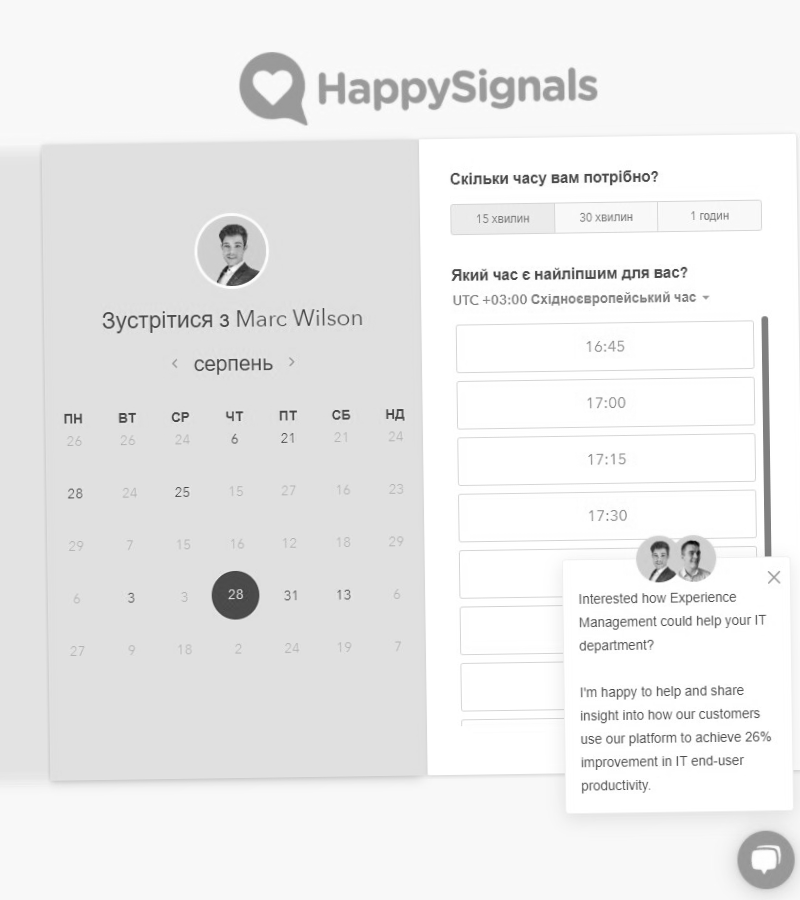 HappySignals
Зустрітися з Marc Wilson
серпень
ПН ВТ СР ЧТ ПТ СБ НД
26 26 24 6 21 21 24
28 24 25 15 27 16 23
29 7 15 16 12 18 29
6 3 3 28 31 13 6
27 9 18 2 24 19 7
Скільки часу вам потрібно?
15 хвилин 30 хвилин 1 годин
Який час є найліпшим для вас?
UTC +03:00 Східноєвропейський час
16:45
17:00
17:15
17:30
Interested how Experience
Management could help your IT
department?
I'm happy to help and share
insight into how our customers
use our platform to achieve 26%
improvement in IT end-user
productivity.